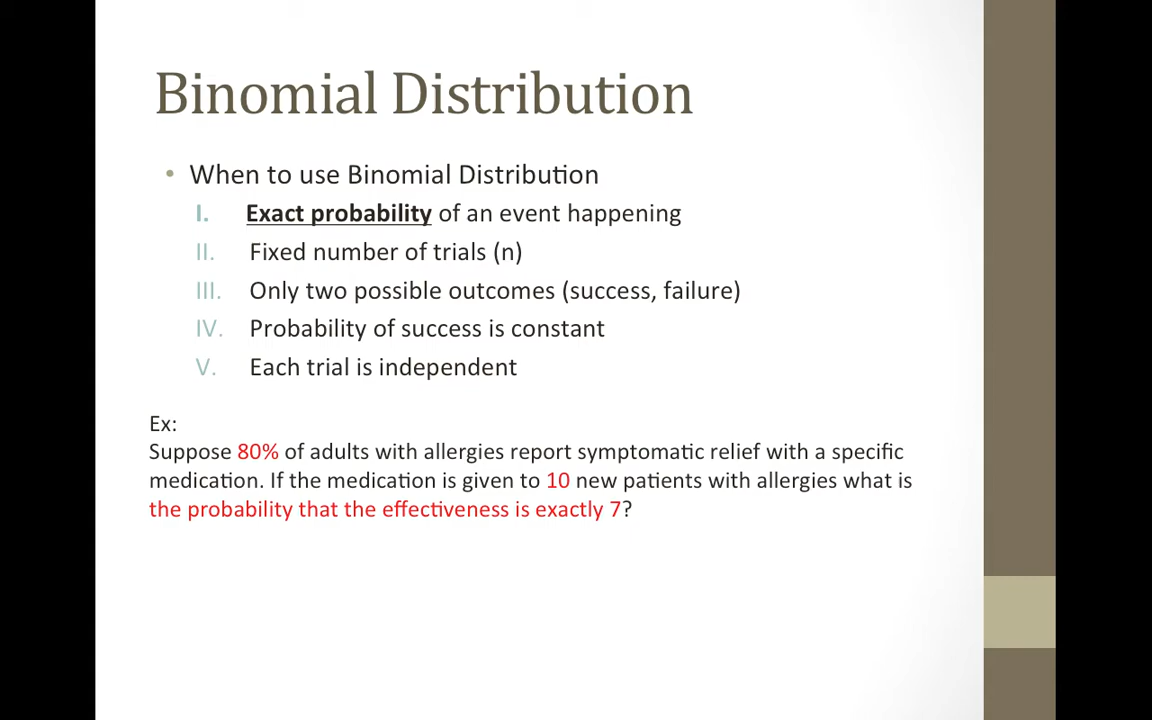 Binomial Distribution
• When to use Binomial Distribution
I. Exact probability of an event happening
II. Fixed number of trials (n)
III. Only two possible outcomes (success, failure)
IV. Probability of success is constant
V. Each trial is independent
Ex:
Suppose 80% of adults with allergies report symptomatic relief with a specific
medication. If the medication is given to 10 new patients with allergies what is
the probability that the effectiveness is exactly 7?